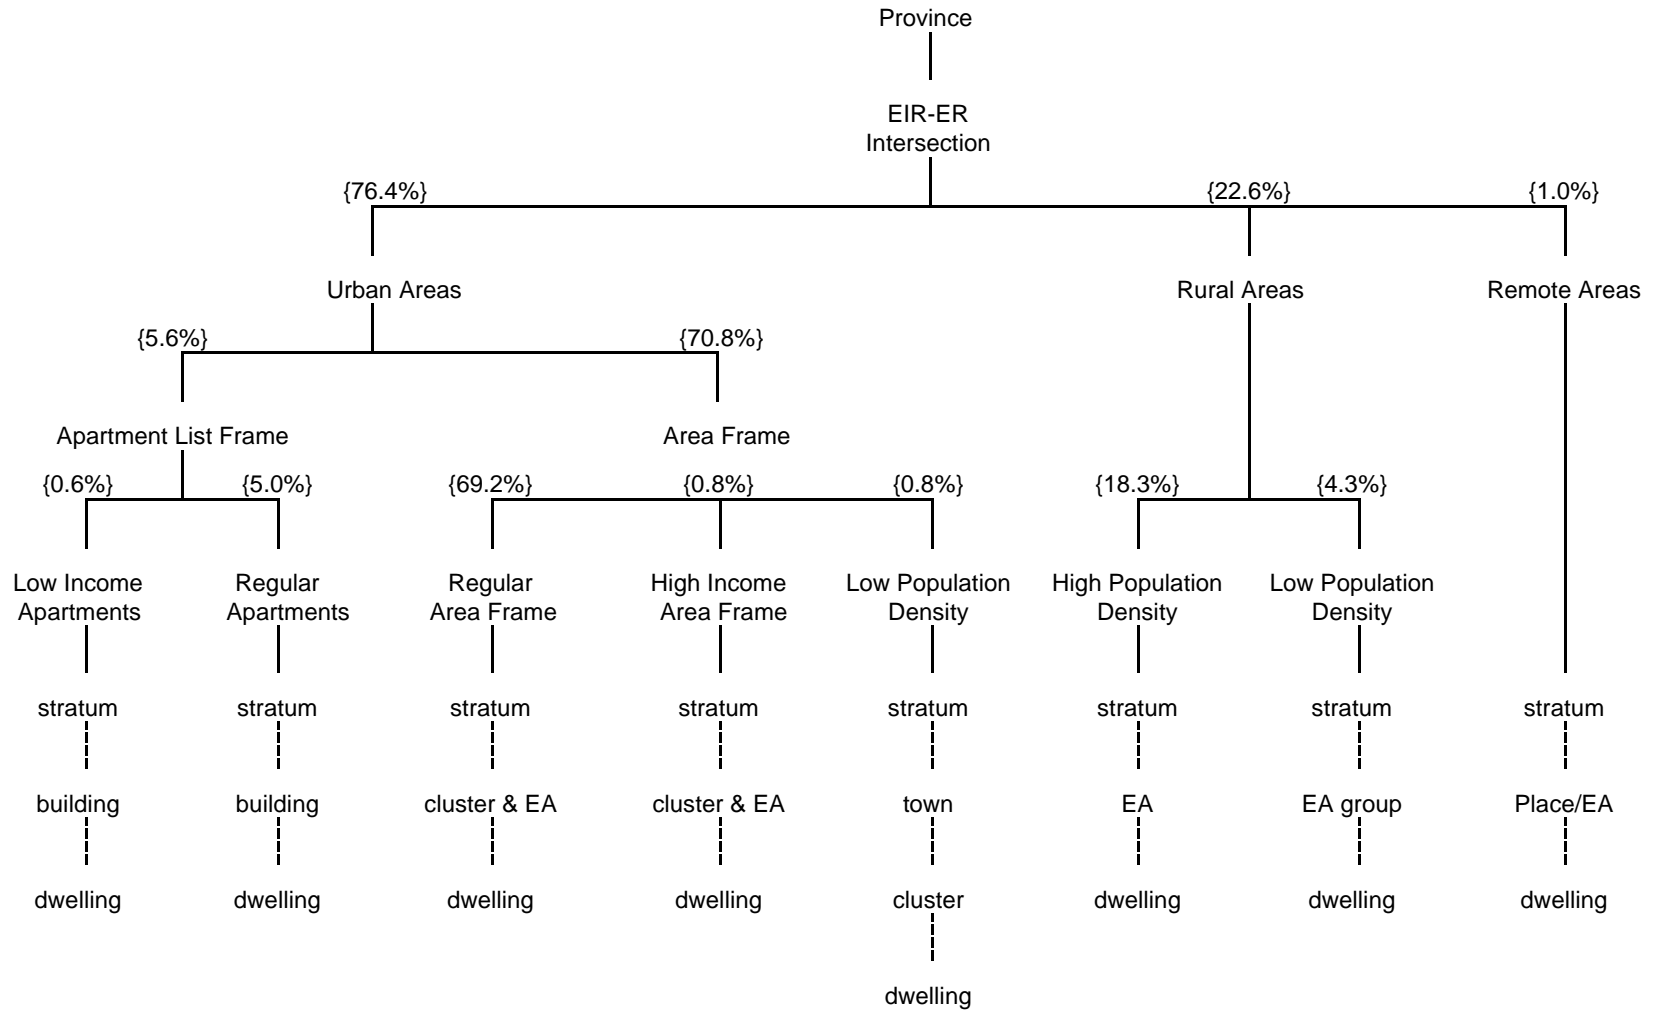 Province
EIR-ER
Intersection
{76.4%} {22.6%} {1.0%}
Urban Areas Rural Areas Remote Areas
{5.6%} {70.8%}
Apartment List Frame Area Frame
{0.6%} {5.0%} {69.2%} {0.8%} {0.8%} {18.3%} {4.3%}
Low Income Regular Regular High Income Low Population High Population Low Population
Apartments Apartments Area Frame Area Frame Density Density Density
stratum stratum stratum stratum stratum stratum stratum stratum
building building cluster & EA cluster & EA town EA EA group Place/EA
dwelling dwelling dwelling dwelling cluster dwelling dwelling dwelling
dwelling